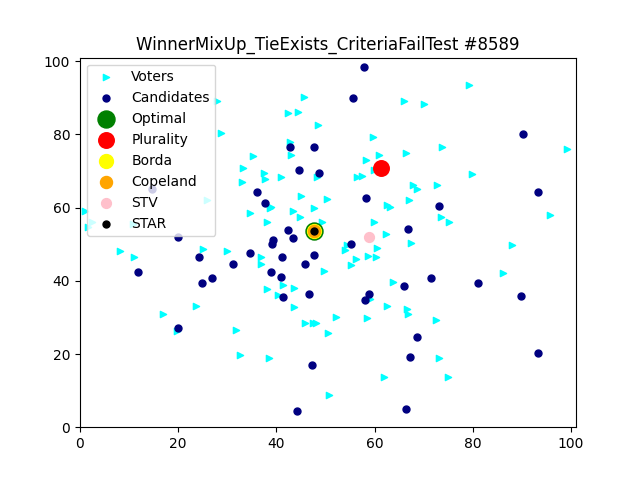 WinnerMixUp_TieExists_CriteriaFailTest #8589
Voters
Candidates
Optimal
Plurality
Borda
Copeland
STV
STAR
100
80
60
40
20
0
0 20 40 60 80 100